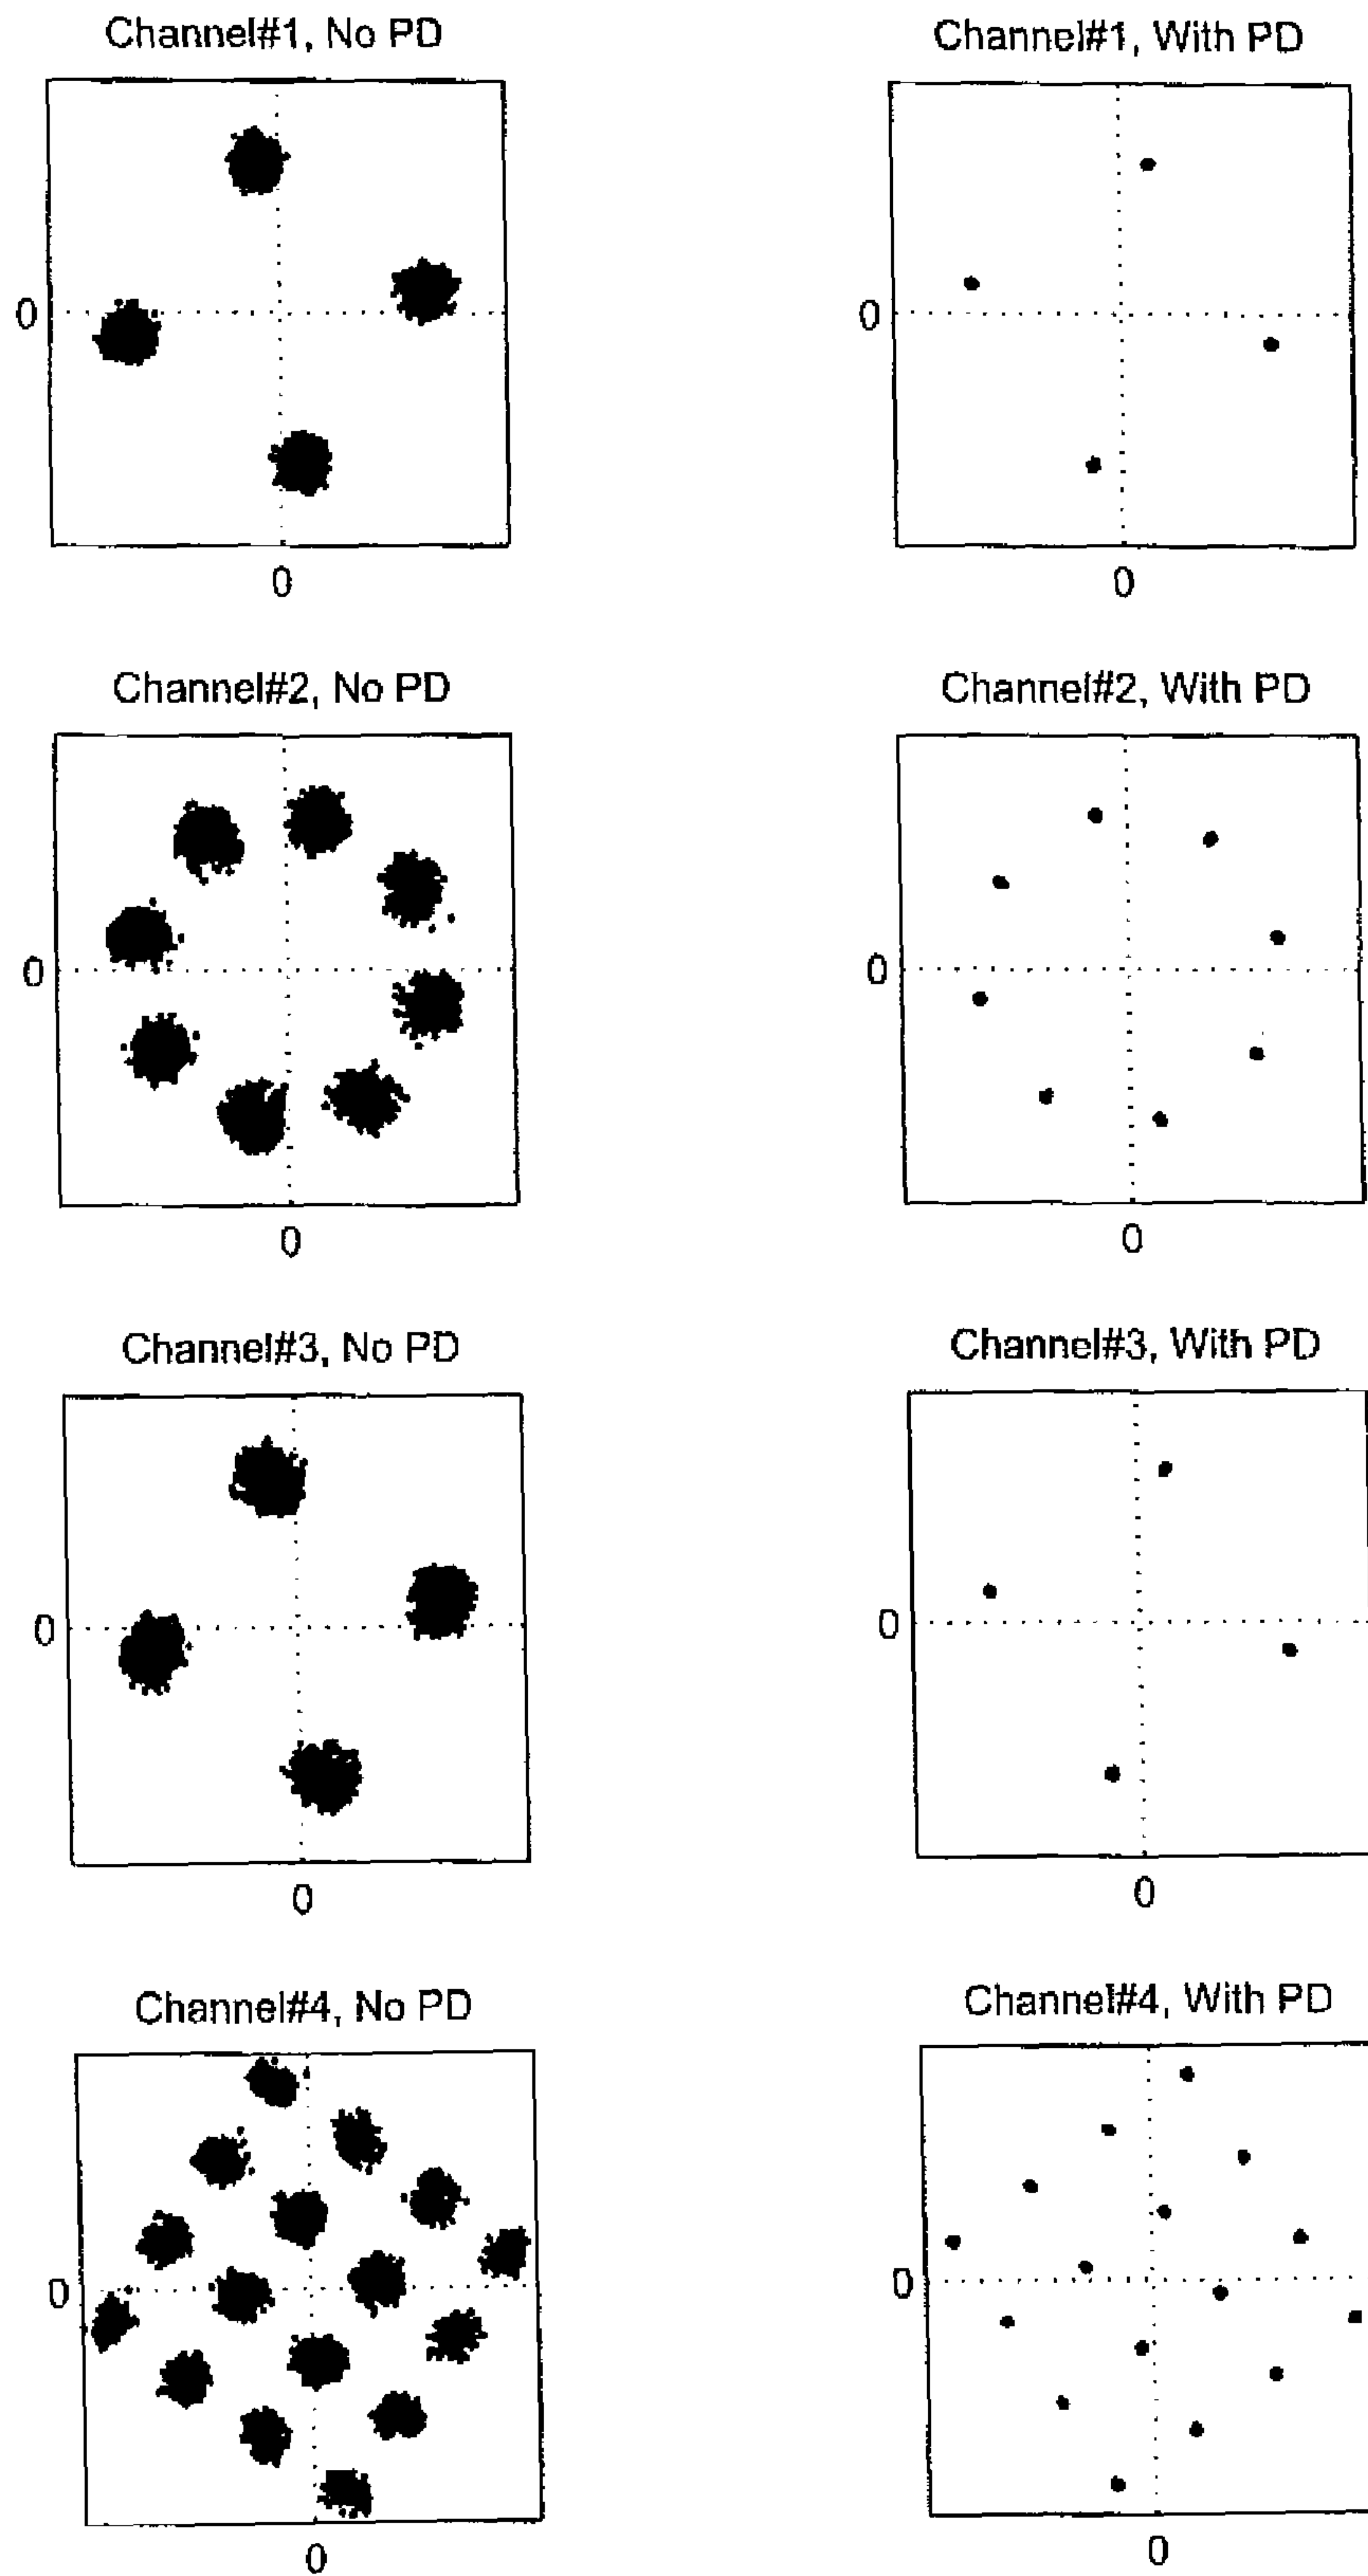 Channel#1, No PD
Channel#1, With PD
0
0
0
0
Channel#2, No PD
Channel#2, With PD
0
0
0
0
Channel#3, No PD
Channel#3, With PD
0
0
0
0
Channel#4, No PD
Channel#4, With PD
0
0
0
0